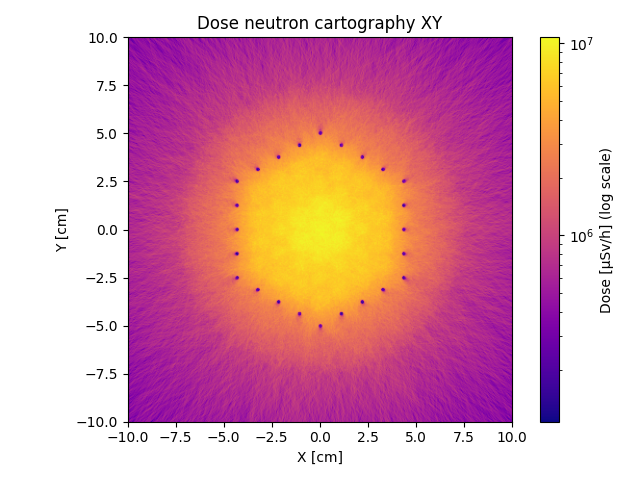 Dose neutron cartography XY
10.0
7.5
5.0
2.5
0.0
−2.5
−5.0
−7.5
−10.0
Y [cm]
−10.0 −7.5 −5.0 −2.5 0.0 2.5 5.0 7.5 10.0
X [cm]
10⁷
10⁶
Dose [µSv/h] (log scale)